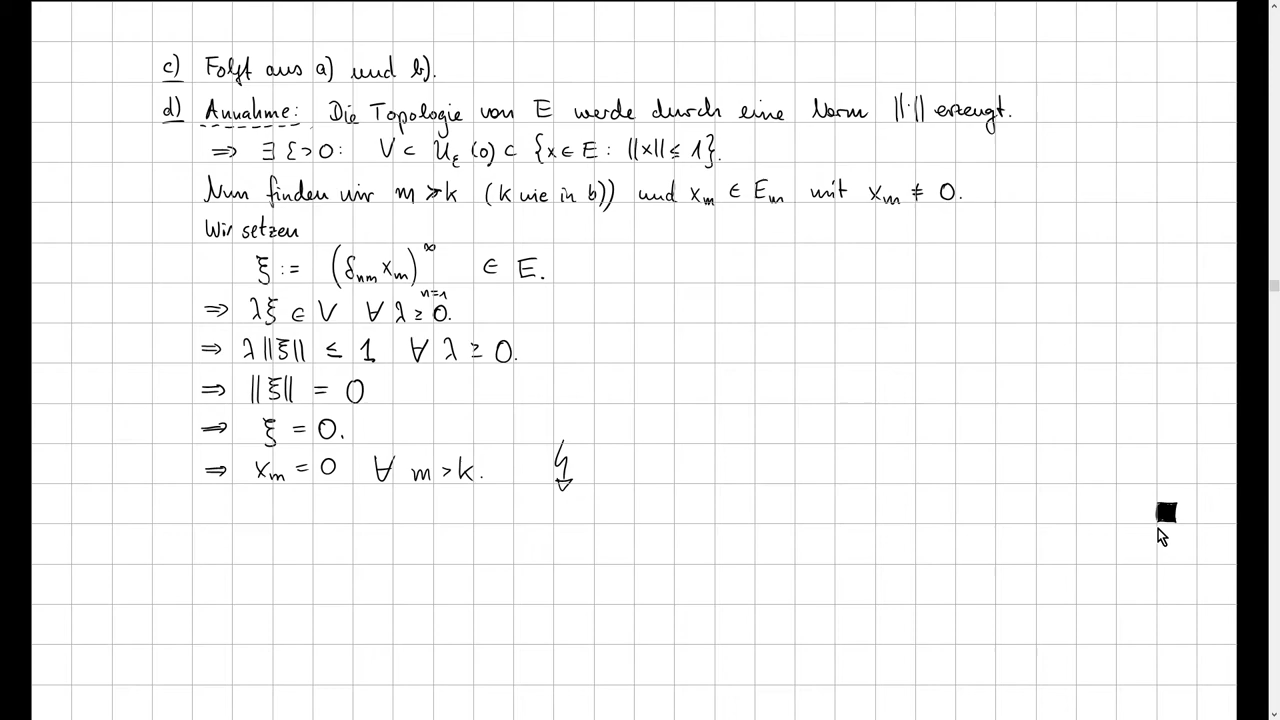 c) Folgt aus a) und b).
d) Annahme: Die Topologie von E werde durch eine Norm ||·|| erzeugt.
⇒ ∃ ε > 0: V ⊂ U_ε (0) ⊂ {x ∈ E : ||x|| ≤ 1}.
Nun finden wir m > k (k wie in b)) und x_m ∈ E_m mit x_m ≠ 0.
Wir setzen
ξ := (δ_nm x_m)_{n=1}^∞ ∈ E.
⇒ λξ ∈ V ∀ λ ≥ 0.
⇒ λ||ξ|| ≤ 1 ∀ λ ≥ 0.
⇒ ||ξ|| = 0
⇒ ξ = 0.
⇒ x_m = 0 ∀ m > k. ↯